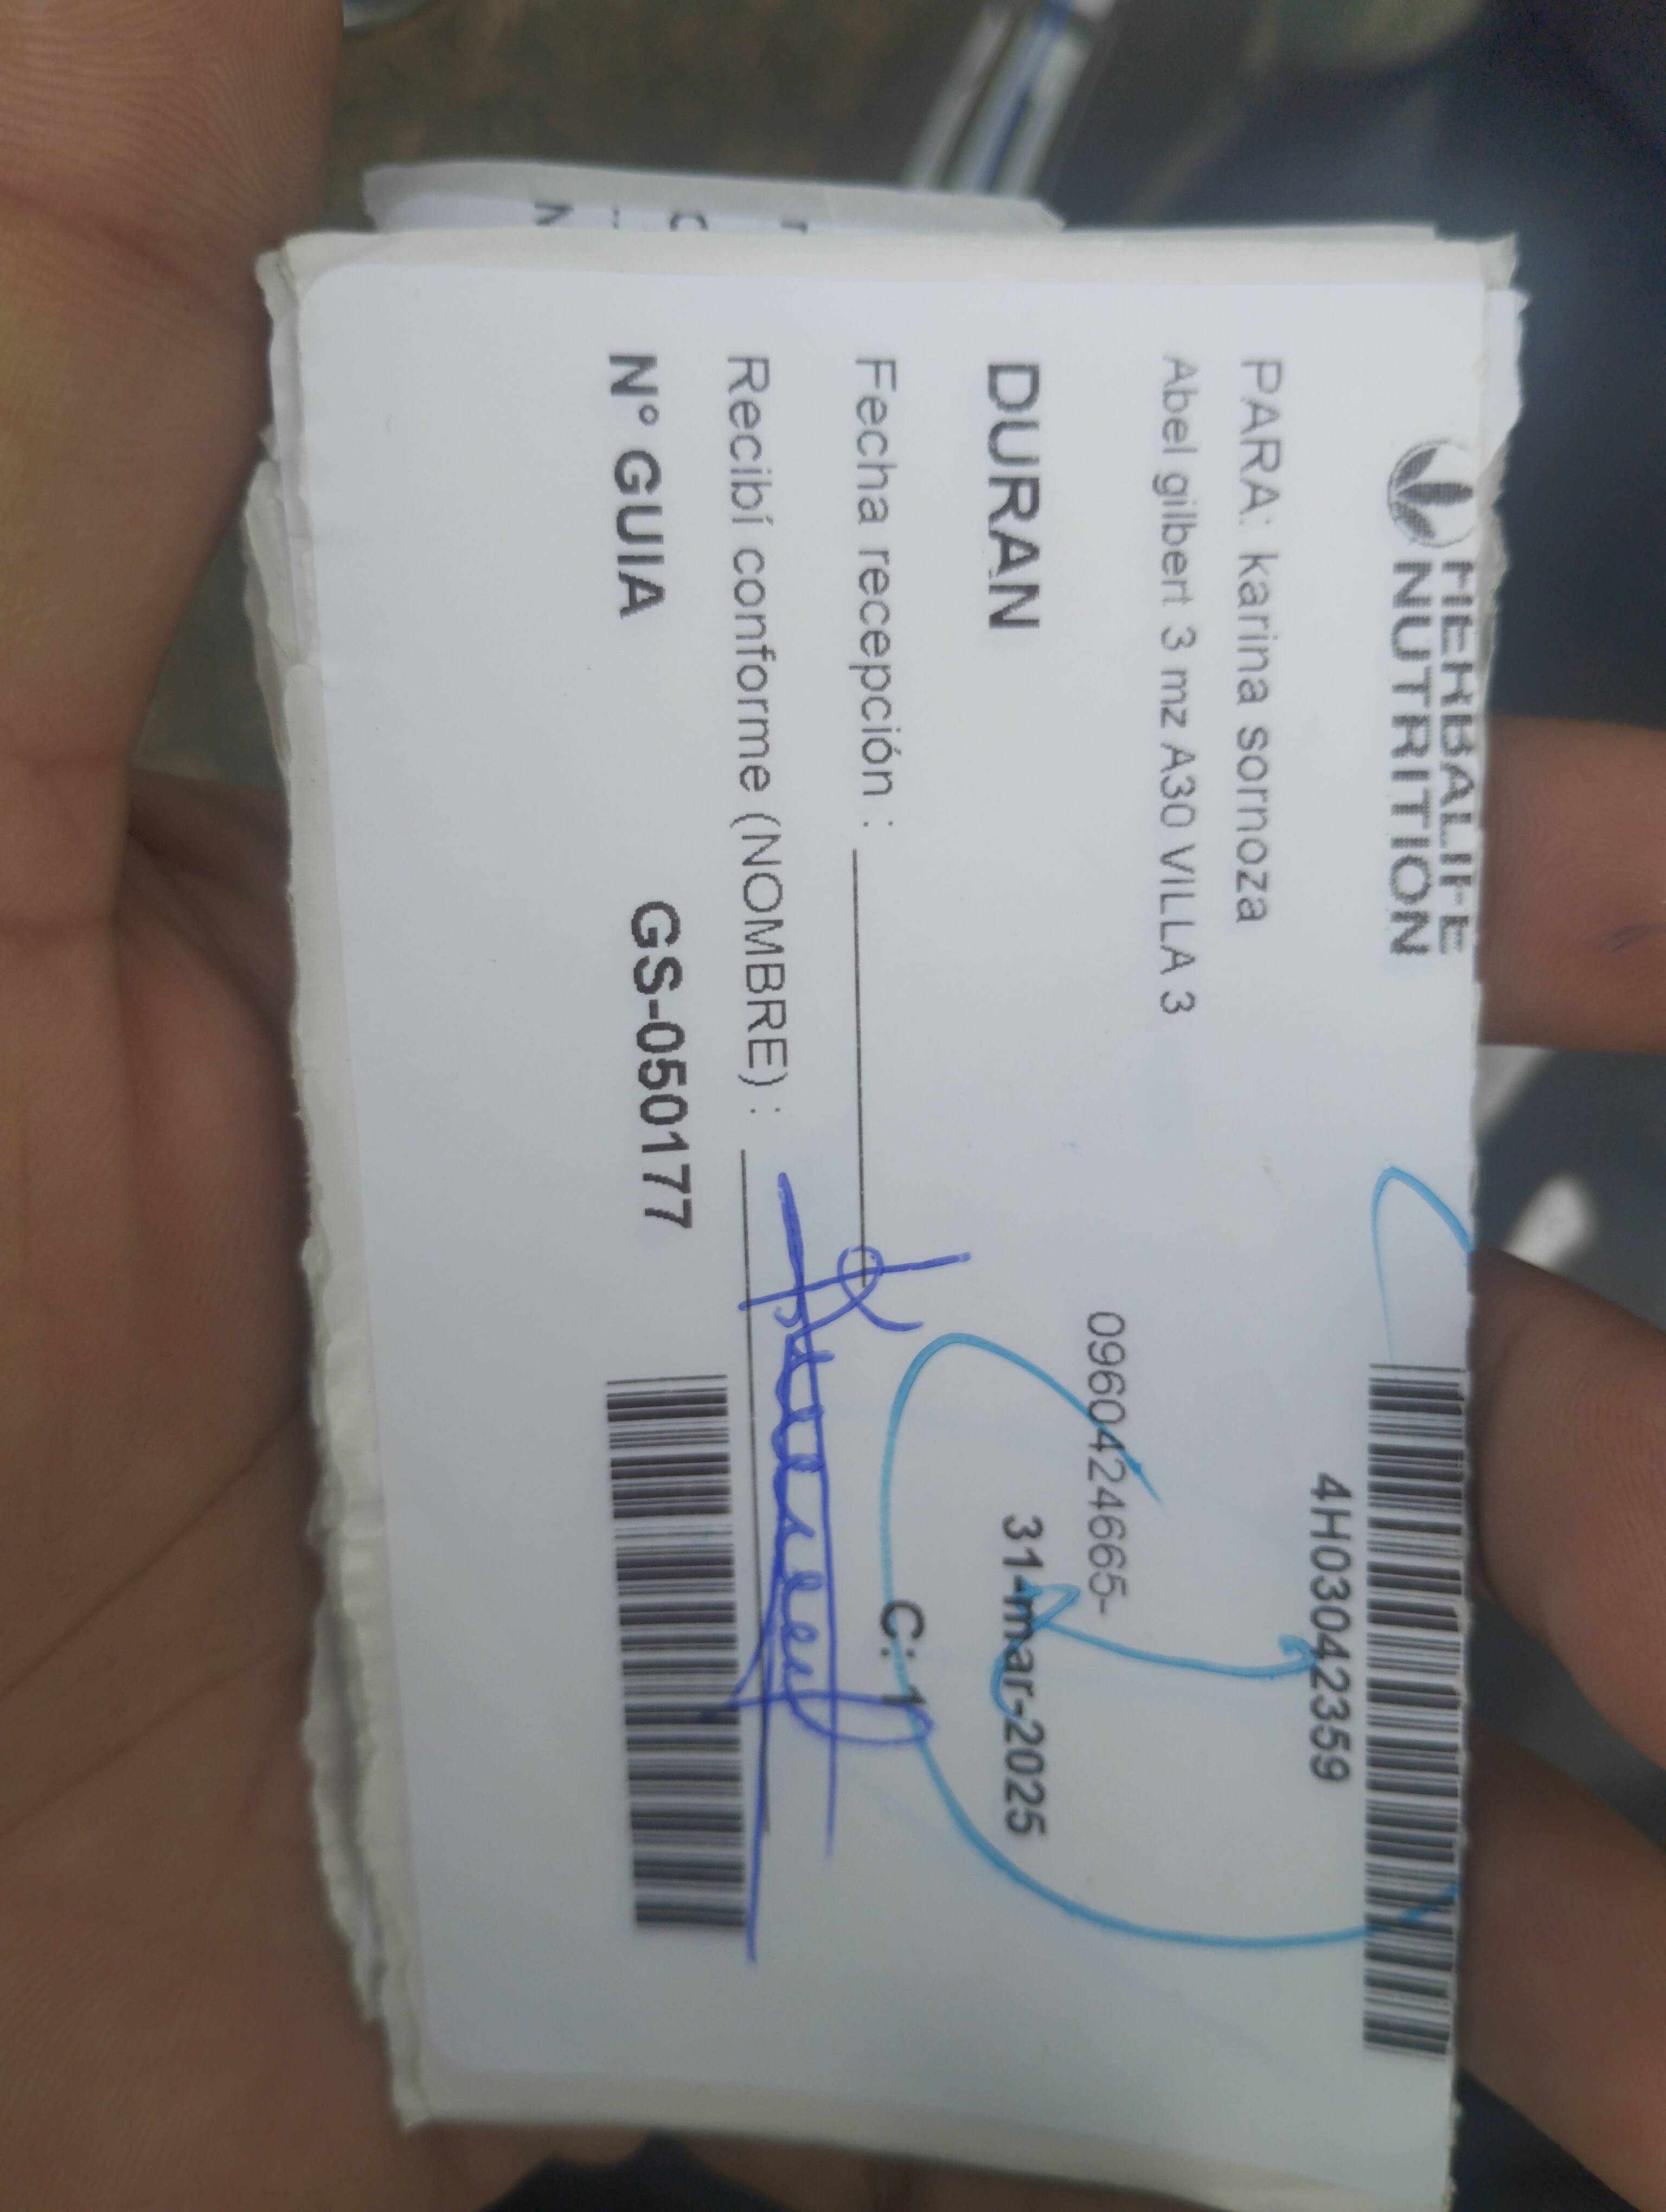 HERBALIFE
NUTRITION
4H03042359
PARA: karina sornoza
Abel gilbert 3 mz A30 VILLA 3
0960424665-
DURAN
31-mar-2025
Fecha recepción :
C: 1
Recibí conforme (NOMBRE) :
N° GUIA GS-050177